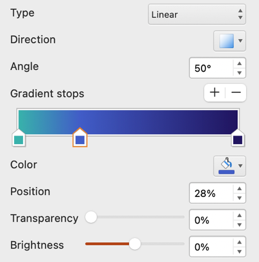 Type Linear
Direction
Angle 50°
Gradient stops + −
Color
Position 28%
Transparency 0%
Brightness 0%